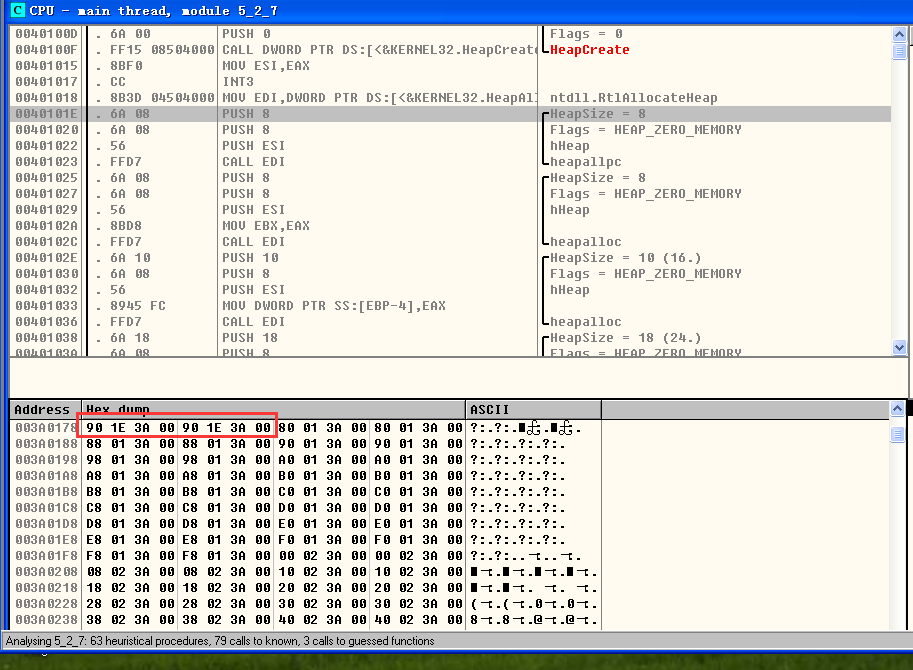 C CPU - main thread, module 5_2_7
0040100D . 6A 00 PUSH 0 Flags = 0
0040100F . FF15 08504000 CALL DWORD PTR DS:[<&KERNEL32.HeapCreate HeapCreate
00401015 . 8BF0 MOV ESI,EAX
00401017 . CC INT3
00401018 . 8B3D 04504000 MOV EDI,DWORD PTR DS:[<&KERNEL32.HeapAl ntdll.RtlAllocateHeap
0040101E . 6A 08 PUSH 8 HeapSize = 8
00401020 . 6A 08 PUSH 8 Flags = HEAP_ZERO_MEMORY
00401022 . 56 PUSH ESI hHeap
00401023 . FFD7 CALL EDI heapallpc
00401025 . 6A 08 PUSH 8 HeapSize = 8
00401027 . 6A 08 PUSH 8 Flags = HEAP_ZERO_MEMORY
00401029 . 56 PUSH ESI hHeap
0040102A . 8BD8 MOV EBX,EAX
0040102C . FFD7 CALL EDI heapalloc
0040102E . 6A 10 PUSH 10 HeapSize = 10 (16.)
00401030 . 6A 08 PUSH 8 Flags = HEAP_ZERO_MEMORY
00401032 . 56 PUSH ESI hHeap
00401033 . 8945 FC MOV DWORD PTR SS:[EBP-4],EAX
00401036 . FFD7 CALL EDI heapalloc
00401038 . 6A 18 PUSH 18 HeapSize = 18 (24.)
0040103A . 6A 08 PUSH 8 Flags = HEAP_ZERO_MEMORY
Address Hex dump ASCII
003A0178 90 1E 3A 00 90 1E 3A 00 80 01 3A 00 80 01 3A 00 ?:.?:.
003A0188 88 01 3A 00 88 01 3A 00 90 01 3A 00 90 01 3A 00 ?:.?:.?:.?:.
003A0198 98 01 3A 00 98 01 3A 00 A0 01 3A 00 A0 01 3A 00 ?:.?:.?:.?:.
003A01A8 A8 01 3A 00 A8 01 3A 00 B0 01 3A 00 B0 01 3A 00 ?:.?:.?:.?:.
003A01B8 B8 01 3A 00 B8 01 3A 00 C0 01 3A 00 C0 01 3A 00 ?:.?:.?:.?:.
003A01C8 C8 01 3A 00 C8 01 3A 00 D0 01 3A 00 D0 01 3A 00 ?:.?:.?:.?:.
003A01D8 D8 01 3A 00 D8 01 3A 00 E0 01 3A 00 E0 01 3A 00 ?:.?:.?:.?:.
003A01E8 E8 01 3A 00 E8 01 3A 00 F0 01 3A 00 F0 01 3A 00 ?:.?:.?:.?:.
003A01F8 F8 01 3A 00 F8 01 3A 00 00 02 3A 00 00 02 3A 00 ?:.?:.
003A0208 08 02 3A 00 08 02 3A 00 10 02 3A 00 10 02 3A 00
003A0218 18 02 3A 00 18 02 3A 00 20 02 3A 00 20 02 3A 00
003A0228 28 02 3A 00 28 02 3A 00 30 02 3A 00 30 02 3A 00
003A0238 38 02 3A 00 38 02 3A 00 40 02 3A 00 40 02 3A 00
Analysing 5_2_7: 63 heuristical procedures, 79 calls to known, 3 calls to guessed functions